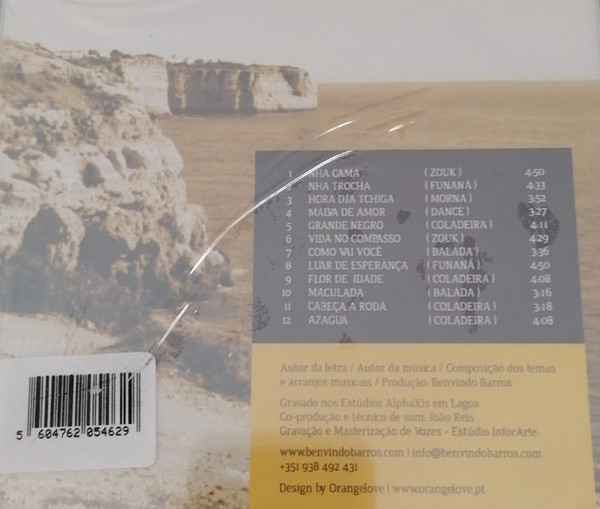 1 NHA CAMA ( ZOUK ) 4:50
2 NHA TROCHA ( FUNANÁ ) 4:33
3 HORA DJA TCHIGA ( MORNA ) 3:52
4 MALVA DE AMOR ( DANCE ) 3:27
5 GRANDE NEGRO ( COLADEIRA ) 4:11
6 VIDA NO COMPASSO ( ZOUK ) 4:29
7 COMO VAI VOCÊ ( BALADA ) 3:36
8 LUAR DE ESPERANÇA ( FUNANÁ ) 4:50
9 FLOR DE IDADE ( COLADEIRA ) 4:08
10 MACULADA ( BALADA ) 3:16
11 CABEÇA A RODA ( COLADEIRA ) 3:18
12 AZAGUA ( COLADEIRA ) 4:08
Autor da letra / Autor da música / Composição dos temas
e arranjos musicais / Produção: Benvindo Barros
Gravado nos Estúdios AlphaXis em Lagoa
Co-produção e técnico de som: João Reis
Gravação e Masterização de Vozes - Estúdio InforArte
www.benvindobarros.com | info@benvindobarros.com
+351 938 492 431
Design by Orangelove | www.orangelove.pt
5 604762 054629